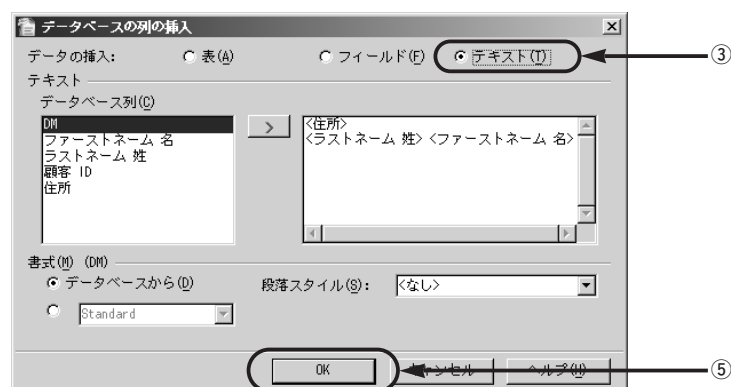 データベースの列の挿入
データの挿入: 表(A) フィールド(F) テキスト(T) ③
テキスト
データベース列(C)
DM
ファーストネーム 名
ラストネーム 姓
顧客 ID
住所
>
<住所>
<ラストネーム 姓> <ファーストネーム 名>
書式(M) (DM)
データベースから(D) 段落スタイル(S): <なし>
Standard
OK キャンセル ヘルプ(H) ⑤